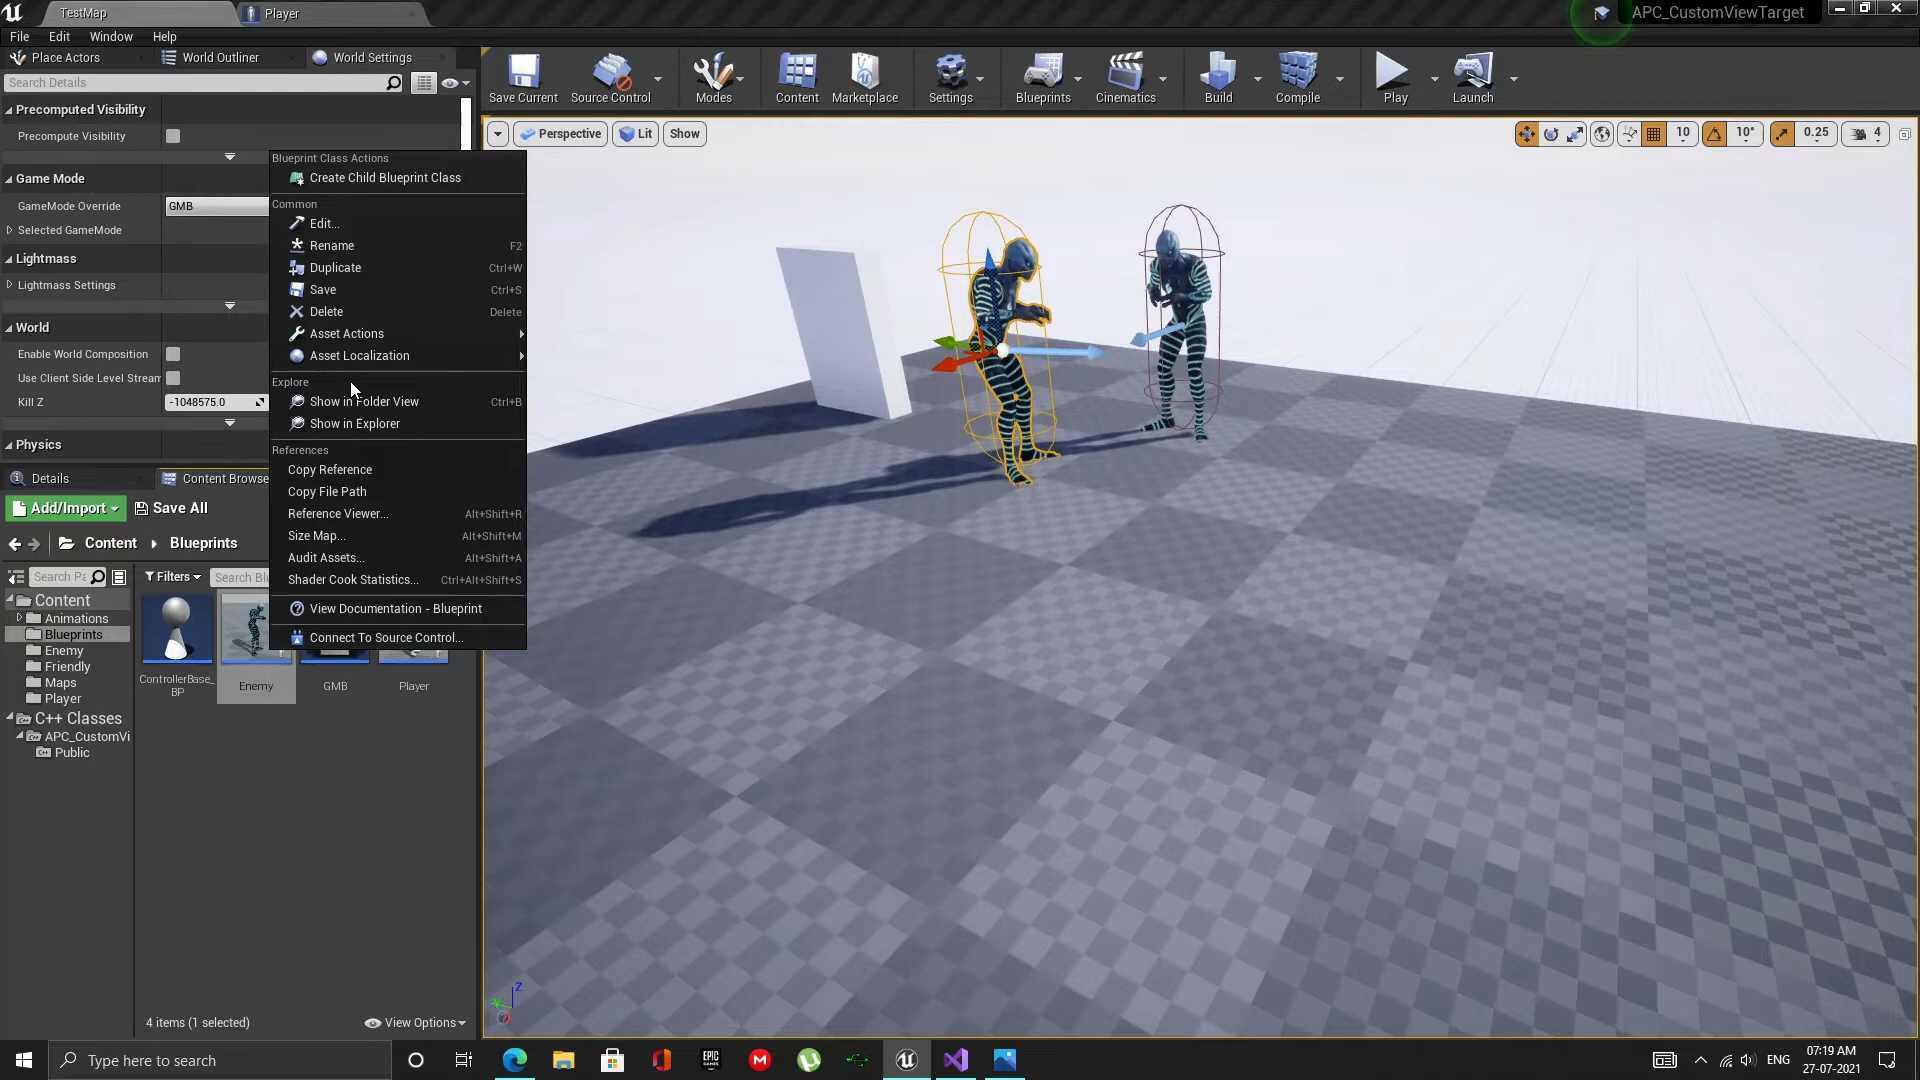 TestMap
Player
APC_CustomViewTarget
File Edit Window Help
Place Actors
World Outliner
World Settings
Search Details
Save Current
Source Control
Modes
Content
Marketplace
Settings
Blueprints
Cinematics
Build
Compile
Play
Launch
Perspective
Lit
Show
10
10°
0.25
4
Precomputed Visibility
Precompute Visibility
Game Mode
GameMode Override
GMB
Selected GameMode
Lightmass
Lightmass Settings
World
Enable World Composition
Use Client Side Level Stream
Kill Z
-1048575.0
Physics
Blueprint Class Actions
Create Child Blueprint Class
Common
Edit...
Rename F2
Duplicate Ctrl+W
Save Ctrl+S
Delete Delete
Asset Actions
Asset Localization
Explore
Show in Folder View Ctrl+B
Show in Explorer
References
Copy Reference
Copy File Path
Reference Viewer... Alt+Shift+R
Size Map... Alt+Shift+M
Audit Assets... Alt+Shift+A
Shader Cook Statistics... Ctrl+Alt+Shift+S
View Documentation - Blueprint
Connect To Source Control...
Details
Content Browse
Add/Import
Save All
Content
Blueprints
Search Pa
Filters
Search Bl
Content
Animations
Blueprints
Enemy
Friendly
Maps
Player
C++ Classes
APC_CustomVi
Public
ControllerBase_
BP
Enemy
GMB
Player
4 items (1 selected)
View Options
Z
Type here to search
EPIC
GAMES
M
ENG
07:19 AM
27-07-2021